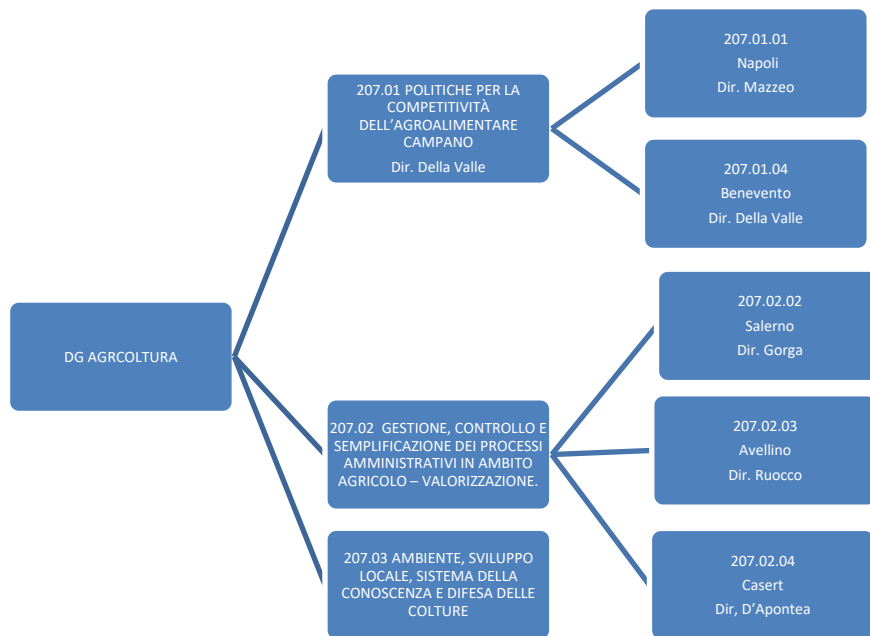 DG AGRCOLTURA
207.01 POLITICHE PER LA
COMPETITIVITÀ
DELL’AGROALIMENTARE
CAMPANO
Dir. Della Valle
207.01.01
Napoli
Dir. Mazzeo
207.01.04
Benevento
Dir. Della Valle
207.02 GESTIONE, CONTROLLO E
SEMPLIFICAZIONE DEI PROCESSI
AMMINISTRATIVI IN AMBITO
AGRICOLO – VALORIZZAZIONE.
207.02.02
Salerno
Dir. Gorga
207.02.03
Avellino
Dir. Ruocco
207.02.04
Casert
Dir, D’Apontea
207.03 AMBIENTE, SVILUPPO
LOCALE, SISTEMA DELLA
CONOSCENZA E DIFESA DELLE
COLTURE